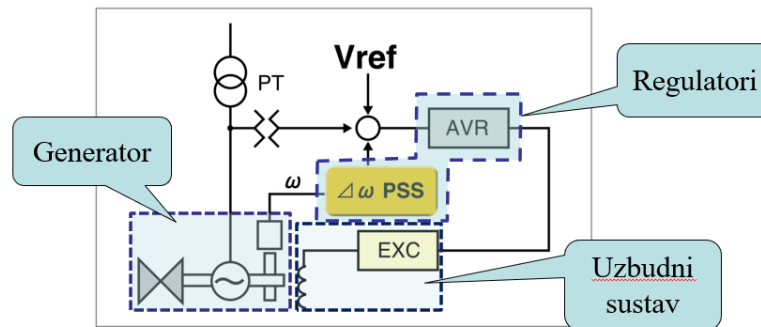 Vref
PT
Regulatori
AVR
Generator
ω
⊿ω PSS
EXC
Uzbudni
sustav